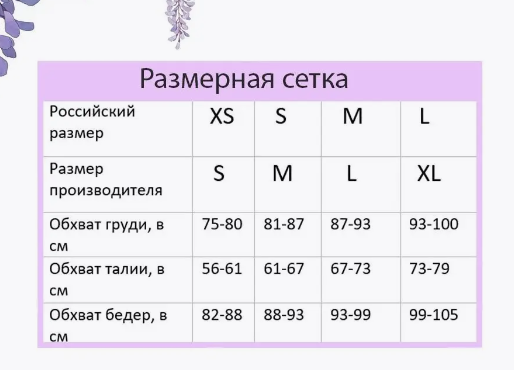 Размерная сетка
Российский размер XS S M L
Размер производителя S M L XL
Обхват груди, в см 75-80 81-87 87-93 93-100
Обхват талии, в см 56-61 61-67 67-73 73-79
Обхват бедер, в см 82-88 88-93 93-99 99-105